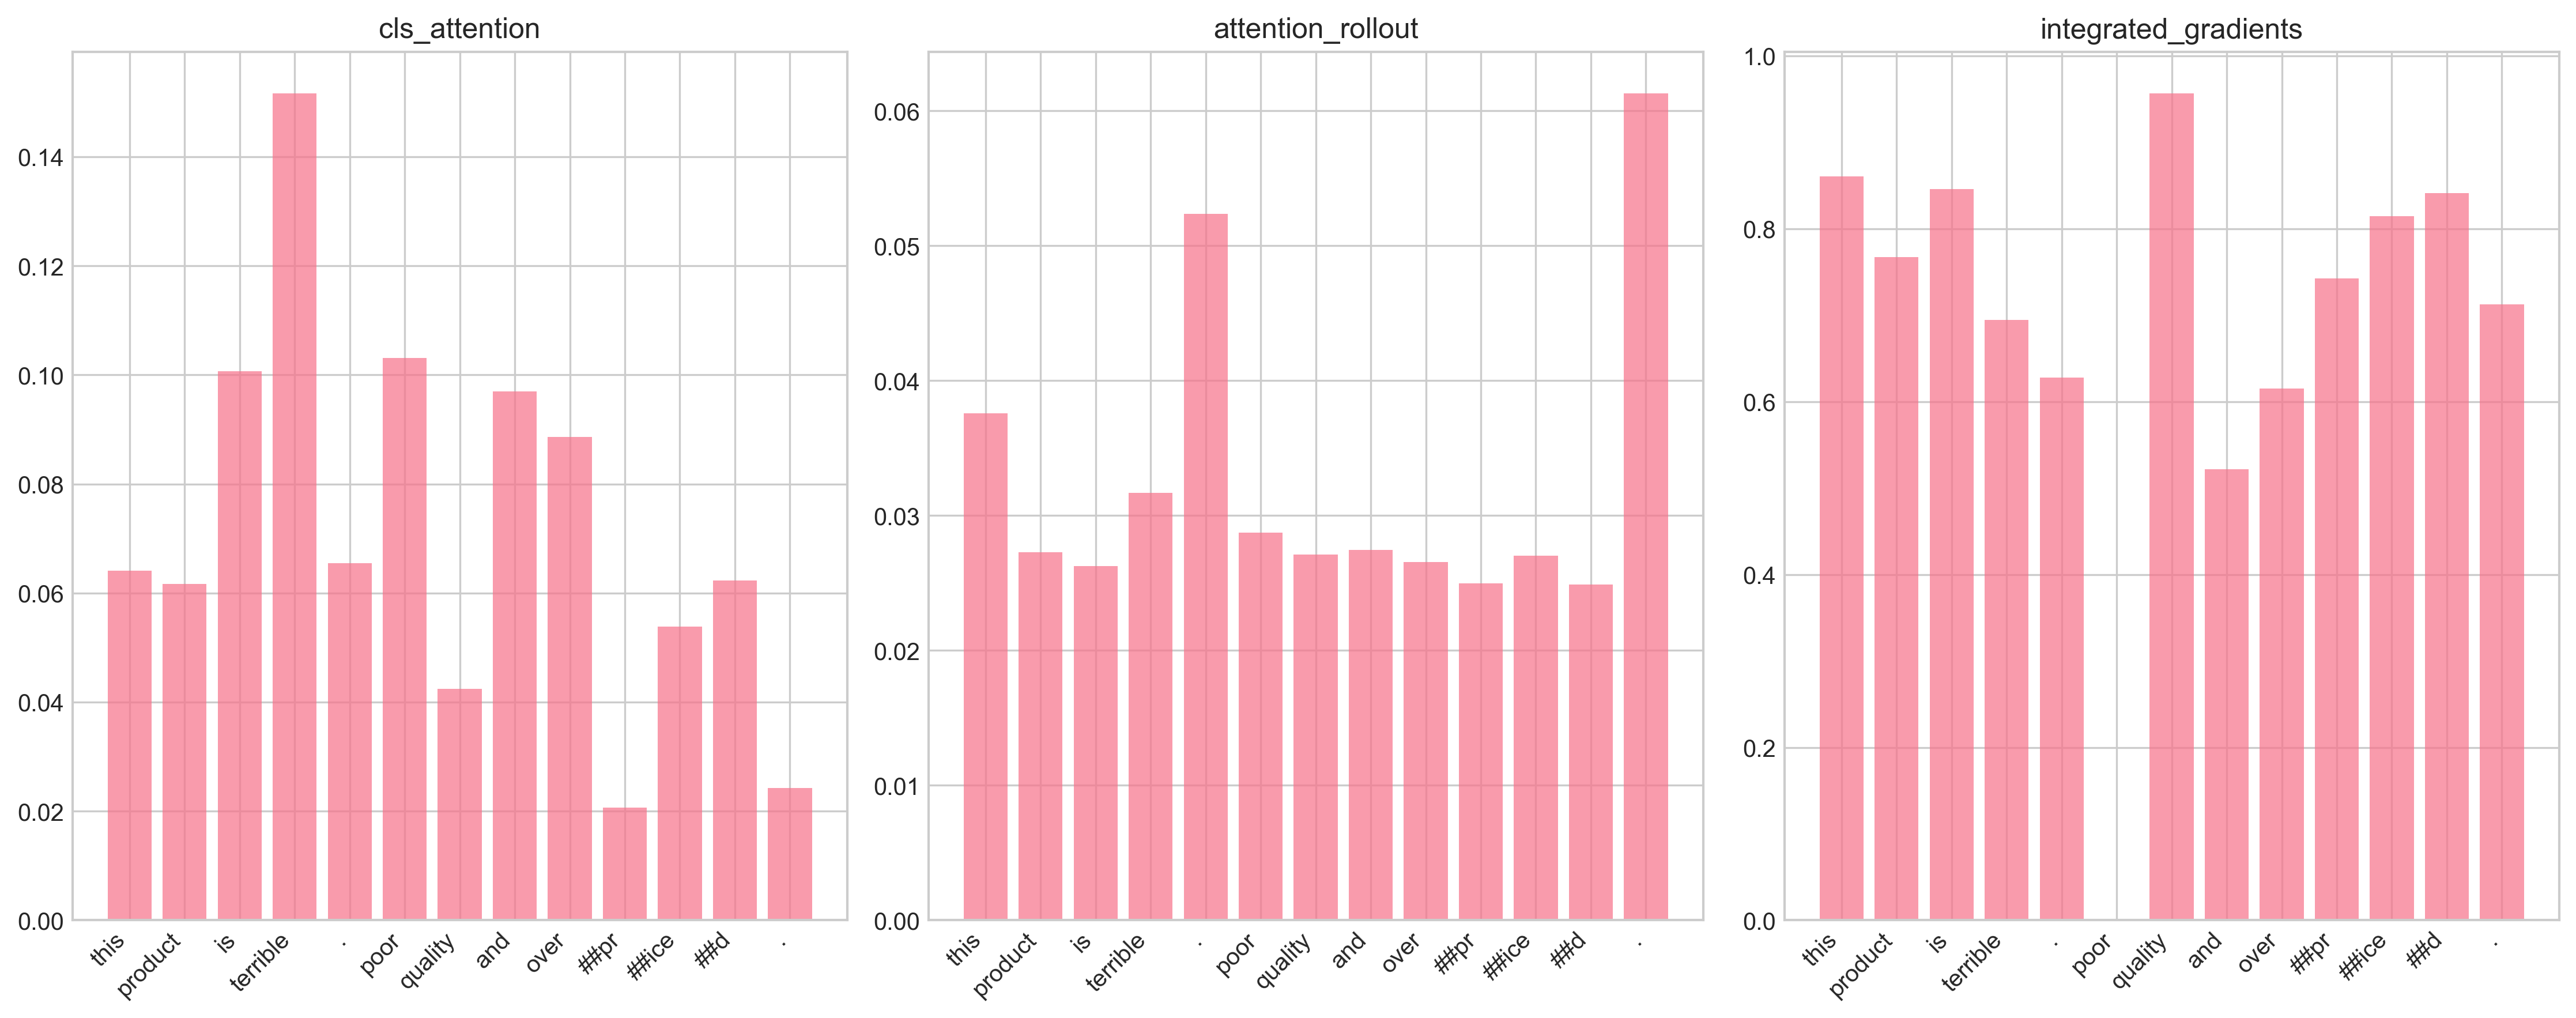 cls_attention
0.14
0.12
0.10
0.08
0.06
0.04
0.02
0.00
this
product
is
terrible
.
poor
quality
and
over
##pr
##ice
##d
.
attention_rollout
0.06
0.05
0.04
0.03
0.02
0.01
0.00
this
product
is
terrible
.
poor
quality
and
over
##pr
##ice
##d
.
integrated_gradients
1.0
0.8
0.6
0.4
0.2
0.0
this
product
is
terrible
.
poor
quality
and
over
##pr
##ice
##d
.